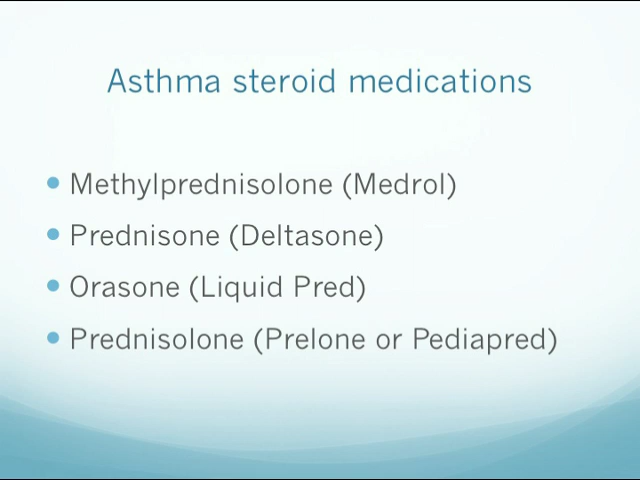 Asthma steroid medications
• Methylprednisolone (Medrol)
• Prednisone (Deltasone)
• Orasone (Liquid Pred)
• Prednisolone (Prelone or Pediapred)